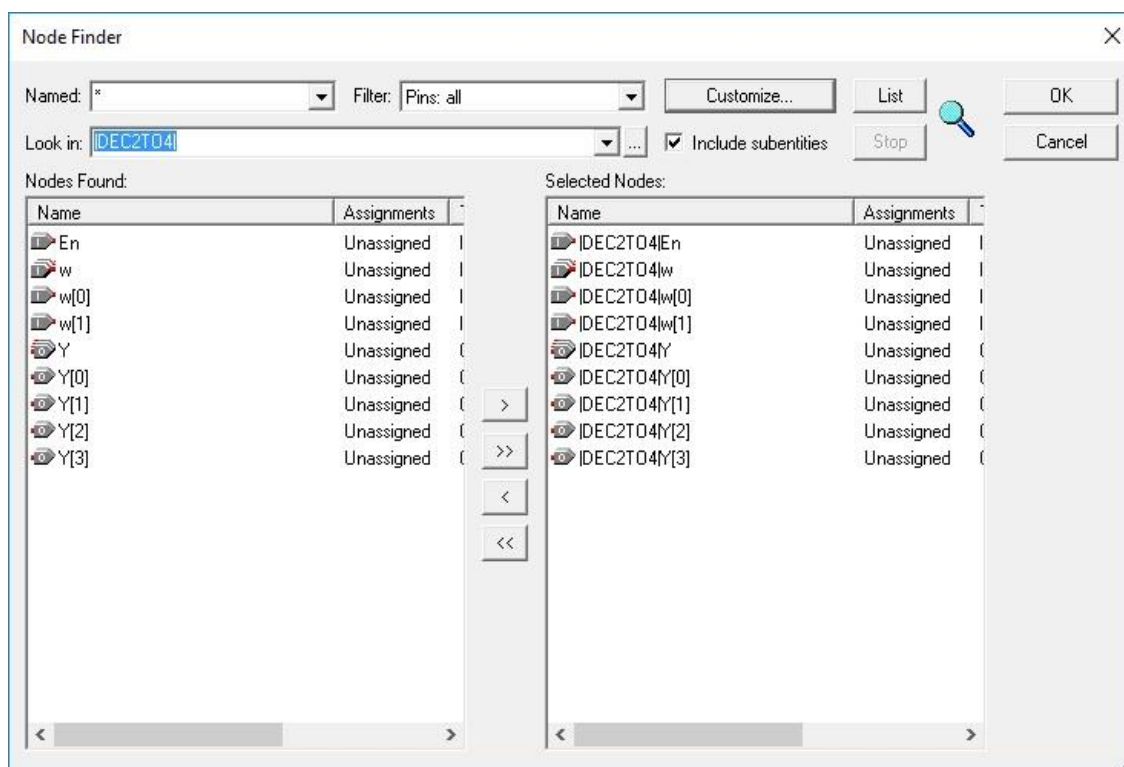 Node Finder
Named: * Filter: Pins: all Customize... List OK
Look in: |DEC2TO4| ... Include subentities Stop Cancel
Nodes Found: Selected Nodes:
Name Assignments Name Assignments
En Unassigned |DEC2TO4|En Unassigned
w Unassigned |DEC2TO4|w Unassigned
w[0] Unassigned |DEC2TO4|w[0] Unassigned
w[1] Unassigned |DEC2TO4|w[1] Unassigned
Y Unassigned |DEC2TO4|Y Unassigned
Y[0] Unassigned |DEC2TO4|Y[0] Unassigned
Y[1] Unassigned |DEC2TO4|Y[1] Unassigned
Y[2] Unassigned |DEC2TO4|Y[2] Unassigned
Y[3] Unassigned |DEC2TO4|Y[3] Unassigned
>
>>
<
<<